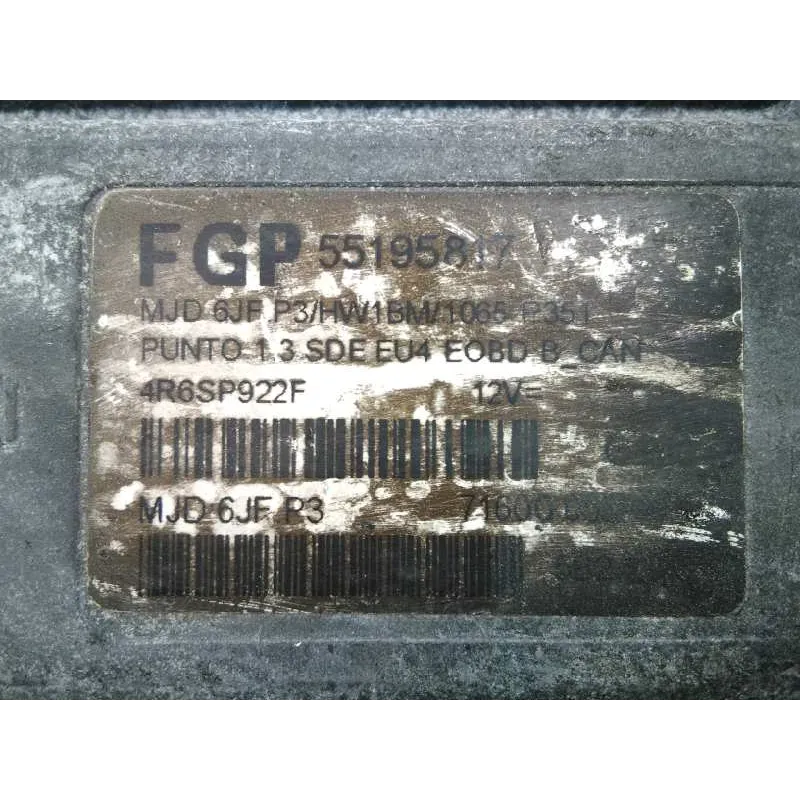 FGP 55195817
MJD 6JF P3/HW1BM/1065 P351
PUNTO 1.3 SDE EU4 EOBD B_CAN
4R6SP922F 12V=
MJD 6JF P3